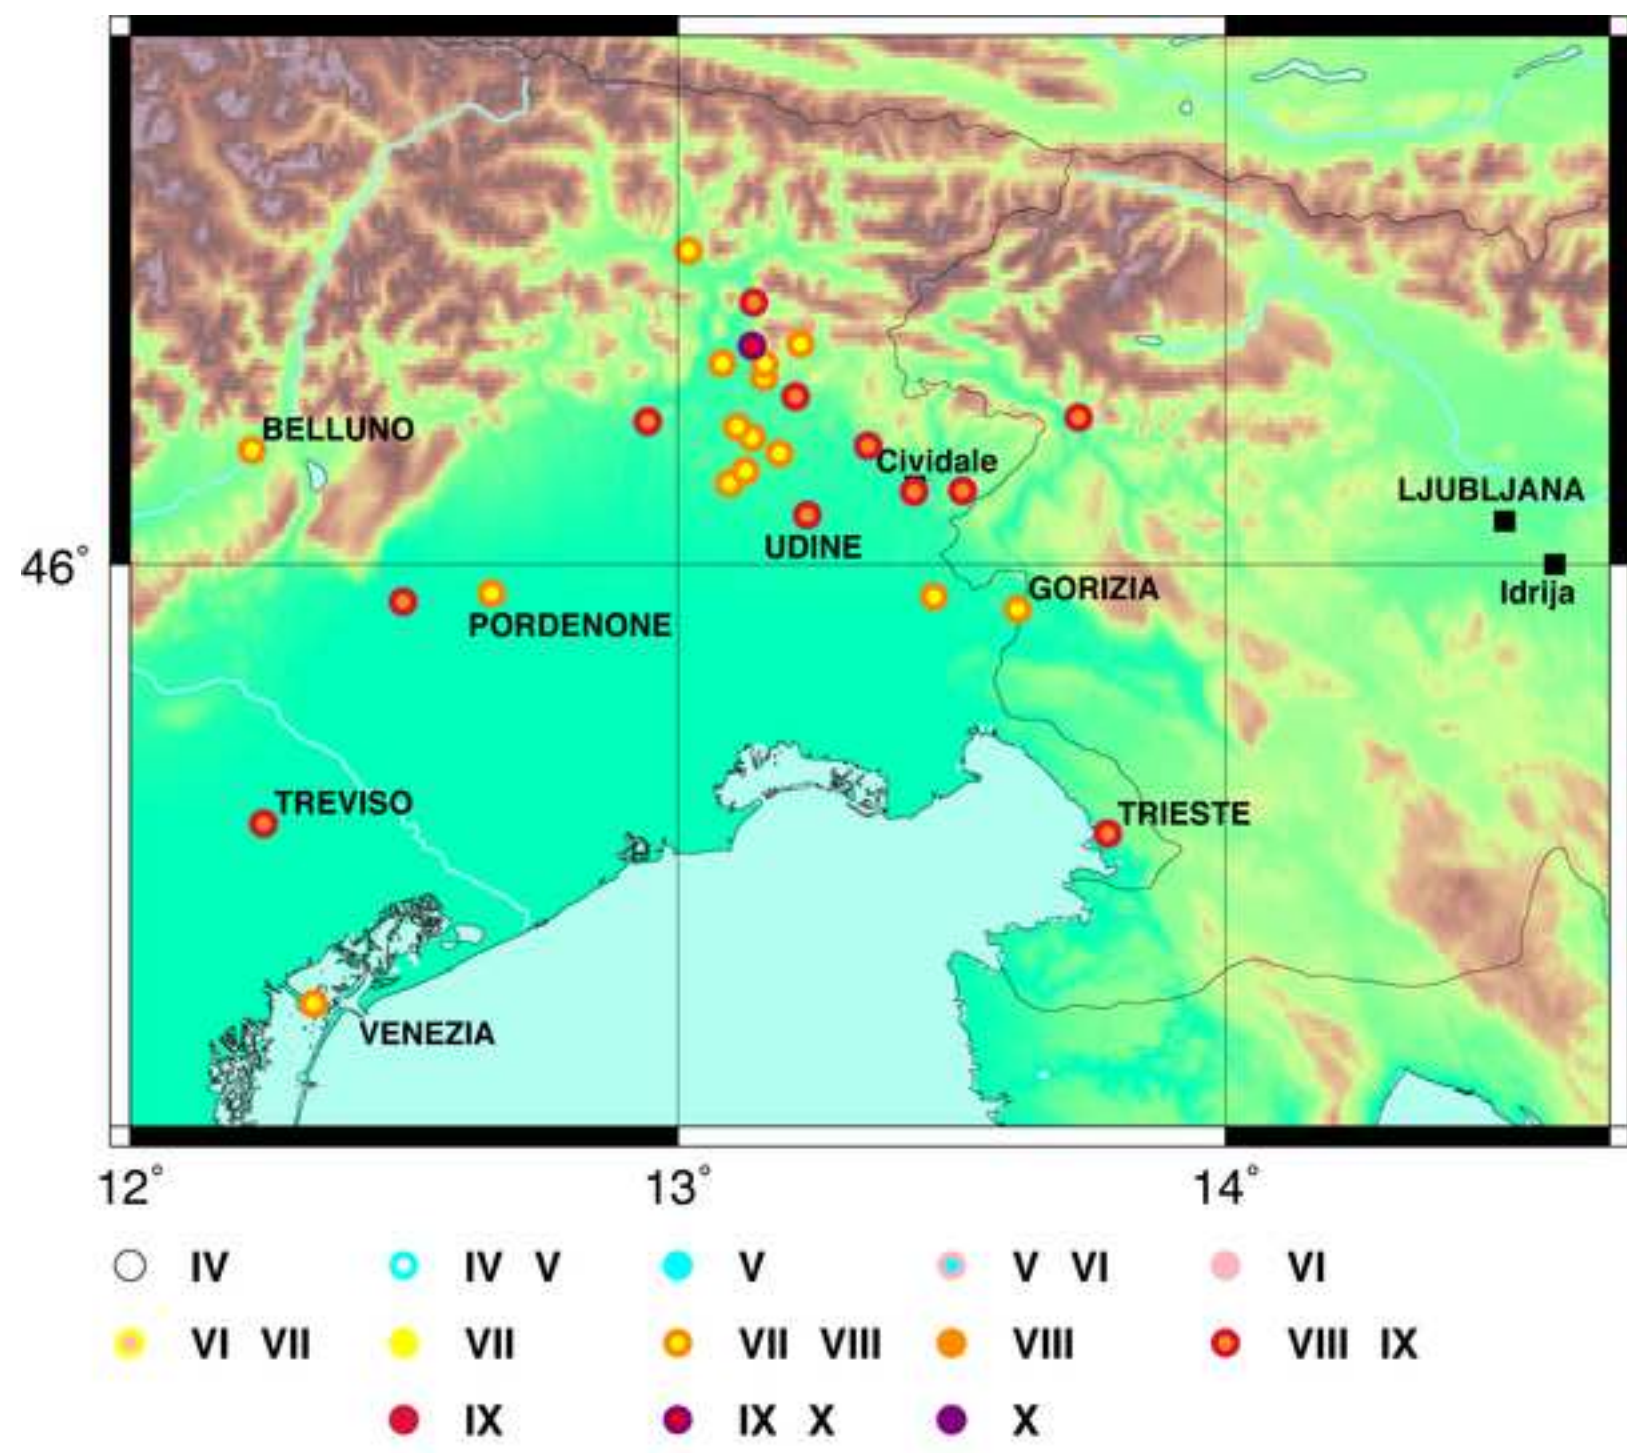 BELLUNO
Cividale
LJUBLJANA
UDINE
46°
GORIZIA
Idrija
PORDENONE
TREVISO
TRIESTE
VENEZIA
12° 13° 14°
IV IV V V V VI VI
VI VII VII VII VIII VIII VIII IX
IX IX X X